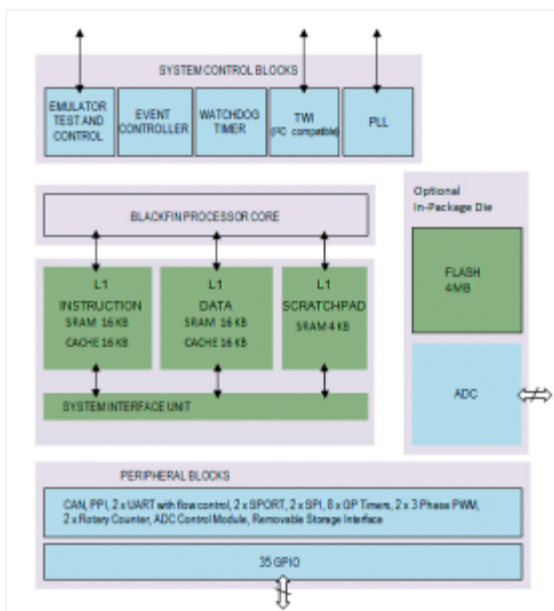 SYSTEM CONTROL BLOCKS
EMULATOR
TEST AND
CONTROL
EVENT
CONTROLLER
WATCHDOG
TIMER
TWI
(I²C compatible)
PLL
BLACKFIN PROCESSOR CORE
L1
INSTRUCTION
SRAM 16 KB
CACHE 16 KB
L1
DATA
SRAM 16 KB
CACHE 16 KB
L1
SCRATCHPAD
SRAM 4 KB
SYSTEM INTERFACE UNIT
Optional
In-Package Die
FLASH
4MB
ADC
PERIPHERAL BLOCKS
CAN, PPI, 2 x UART with flow control, 2 x SPORT, 2 x SPI, 8 x GP Timers, 2 x 3 Phase PWM,
2 x Rotary Counter, ADC Control Module, Removable Storage Interface
35 GPIO